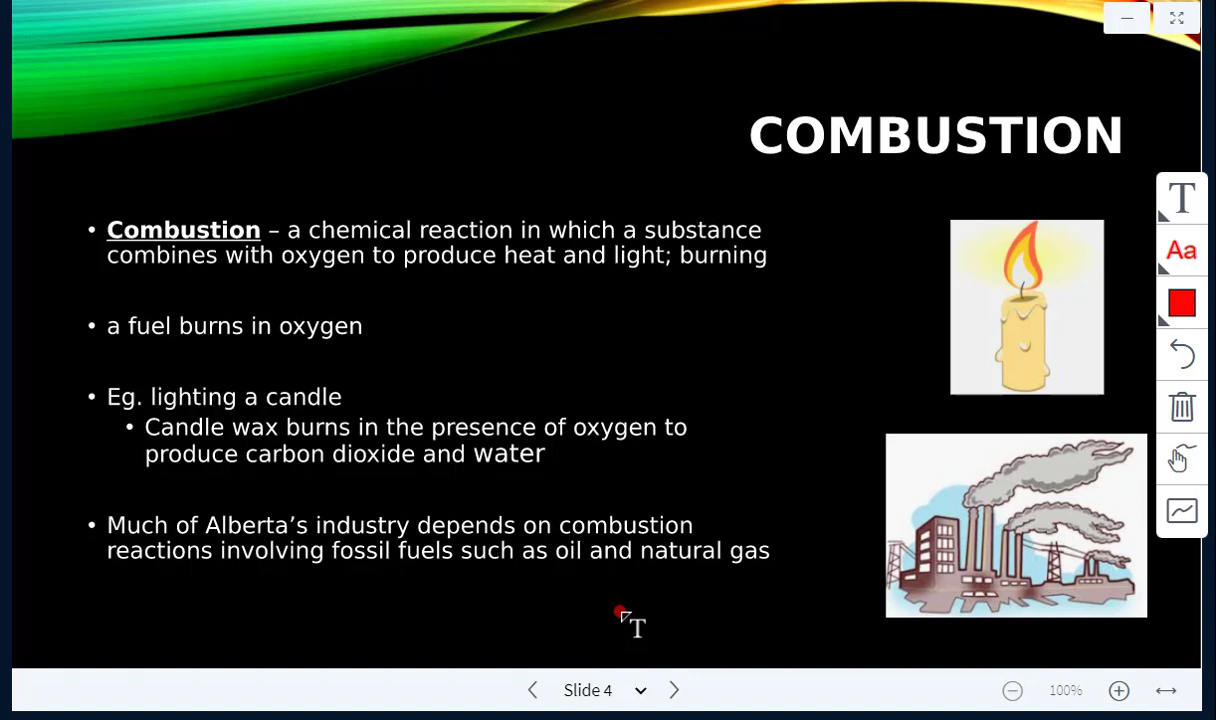 COMBUSTION
• Combustion – a chemical reaction in which a substance
combines with oxygen to produce heat and light; burning
• a fuel burns in oxygen
• Eg. lighting a candle
• Candle wax burns in the presence of oxygen to
produce carbon dioxide and water
• Much of Alberta’s industry depends on combustion
reactions involving fossil fuels such as oil and natural gas
T
Aa
T
Slide 4
100%